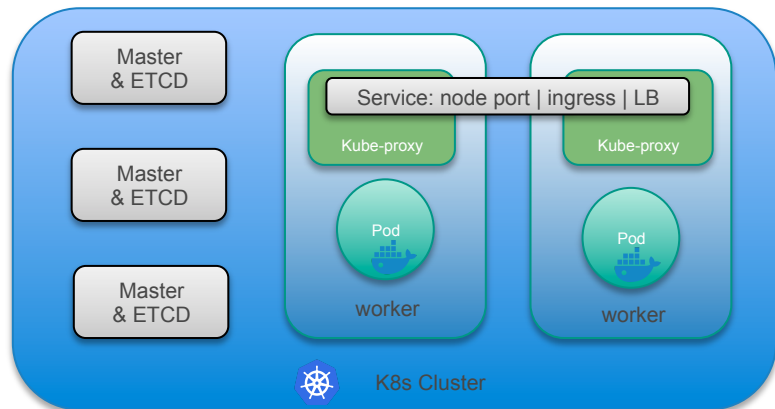 Master
& ETCD
Master
& ETCD
Master
& ETCD
Service: node port | ingress | LB
Kube-proxy
Kube-proxy
Pod
Pod
worker
worker
K8s Cluster